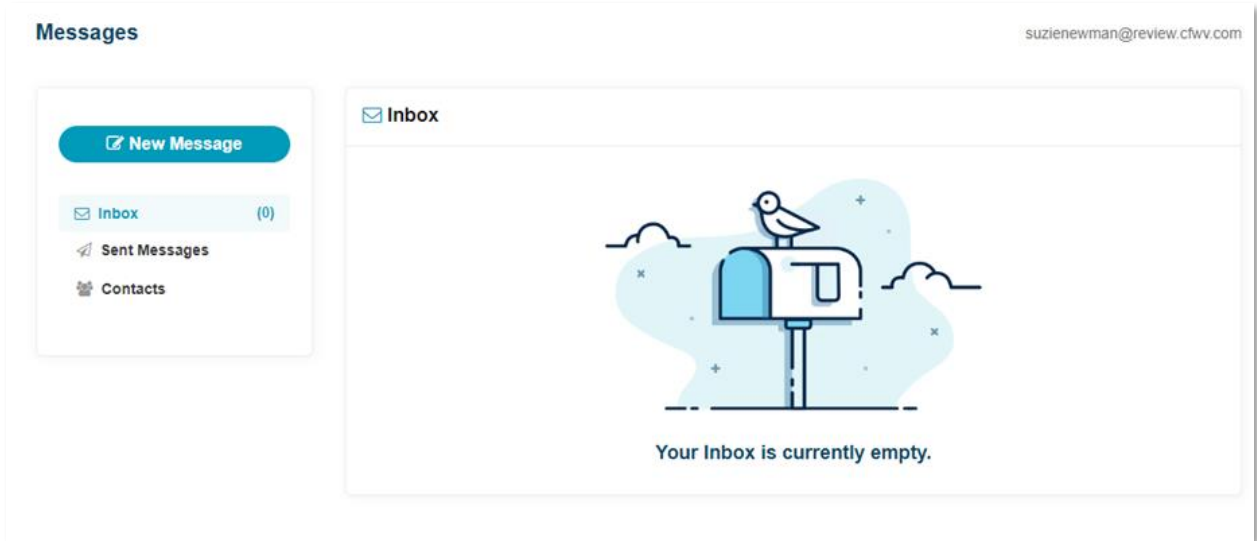 Messages
suzienewman@review.cfwv.com
New Message
Inbox (0)
Sent Messages
Contacts
Inbox
Your Inbox is currently empty.